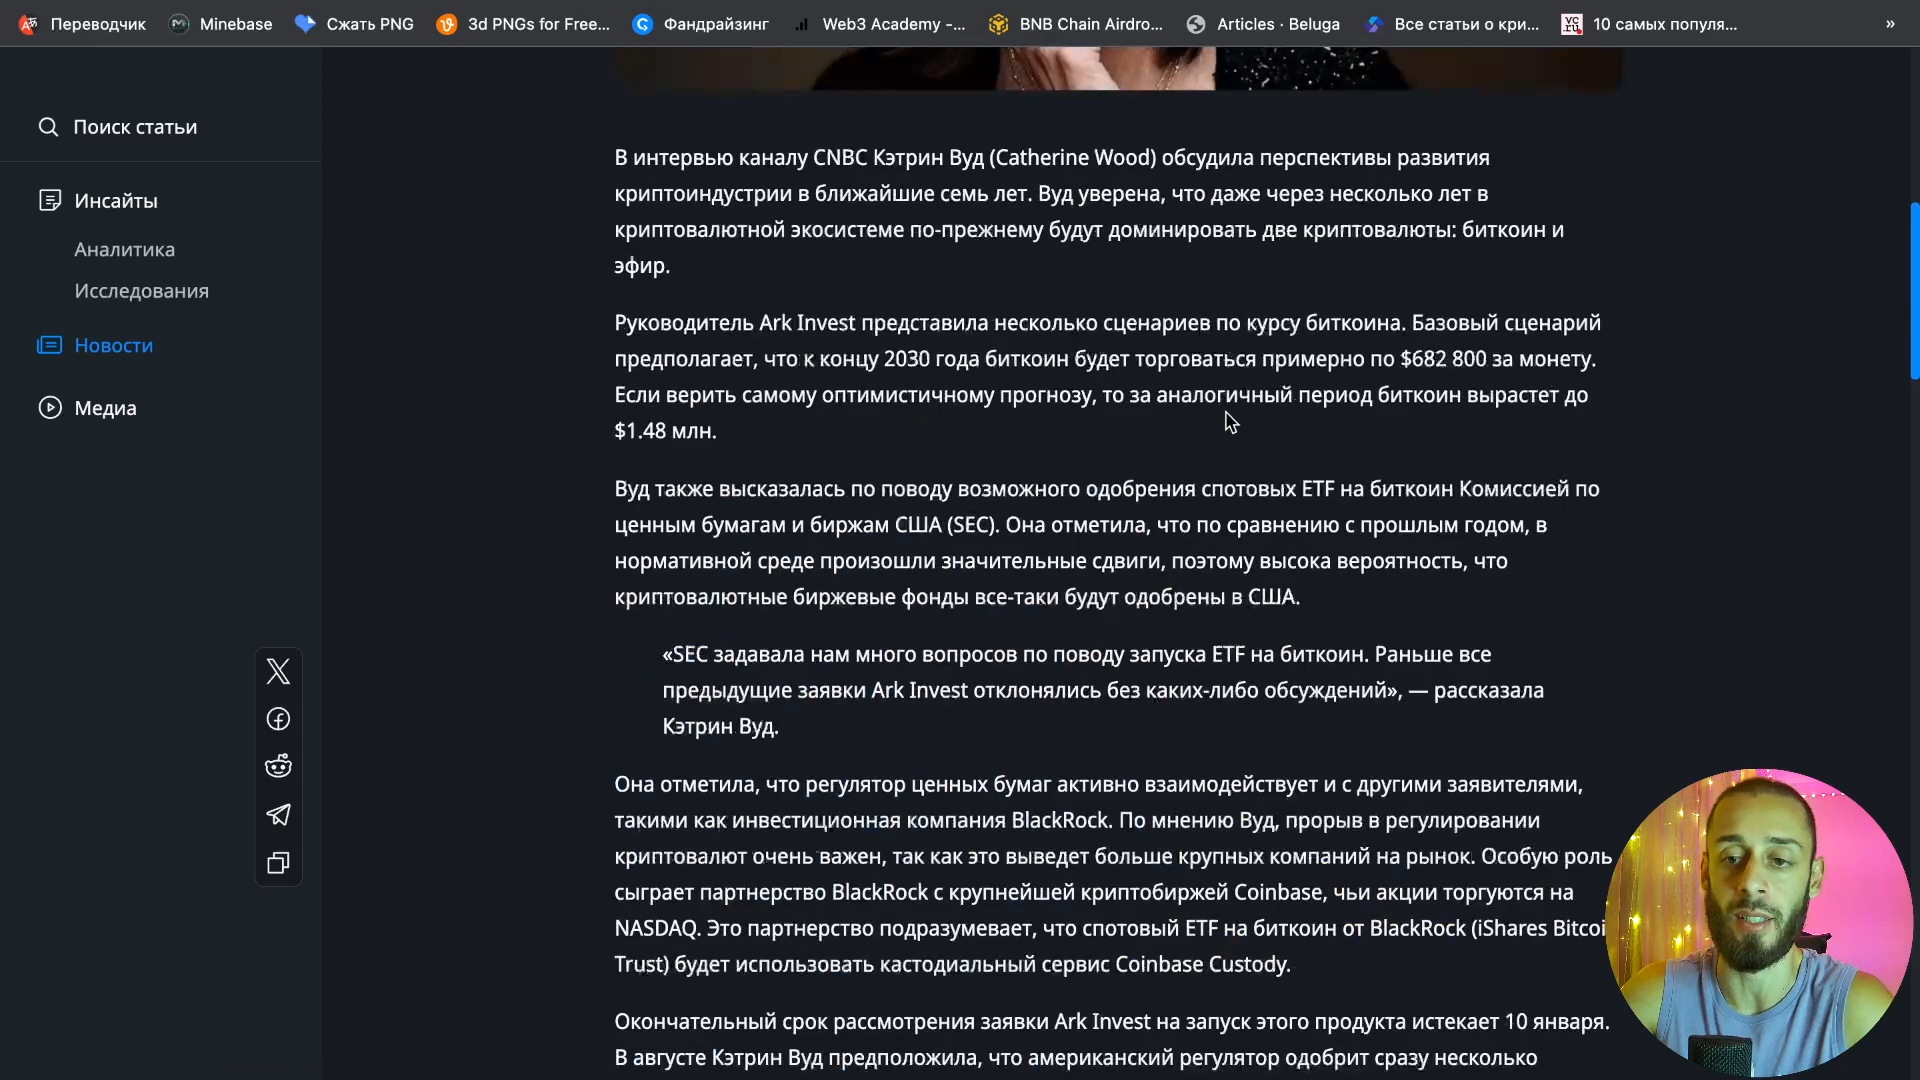 Переводчик
Minebase
Сжать PNG
3d PNGs for Free...
Фандрайзинг
Web3 Academy -...
BNB Chain Airdro...
Articles · Beluga
Все статьи о кри...
10 самых популя...
»
Поиск статьи
Инсайты
Аналитика
Исследования
Новости
Медиа
В интервью каналу CNBC Кэтрин Вуд (Catherine Wood) обсудила перспективы развития
криптоиндустрии в ближайшие семь лет. Вуд уверена, что даже через несколько лет в
криптовалютной экосистеме по-прежнему будут доминировать две криптовалюты: биткоин и
эфир.
Руководитель Ark Invest представила несколько сценариев по курсу биткоина. Базовый сценарий
предполагает, что к концу 2030 года биткоин будет торговаться примерно по $682 800 за монету.
Если верить самому оптимистичному прогнозу, то за аналогичный период биткоин вырастет до
$1.48 млн.
Вуд также высказалась по поводу возможного одобрения спотовых ETF на биткоин Комиссией по
ценным бумагам и биржам США (SEC). Она отметила, что по сравнению с прошлым годом, в
нормативной среде произошли значительные сдвиги, поэтому высока вероятность, что
криптовалютные биржевые фонды все-таки будут одобрены в США.
«SEC задавала нам много вопросов по поводу запуска ETF на биткоин. Раньше все
предыдущие заявки Ark Invest отклонялись без каких-либо обсуждений», — рассказала
Кэтрин Вуд.
Она отметила, что регулятор ценных бумаг активно взаимодействует и с другими заявителями,
такими как инвестиционная компания BlackRock. По мнению Вуд, прорыв в регулировании
криптовалют очень важен, так как это выведет больше крупных компаний на рынок. Особую роль
сыграет партнерство BlackRock с крупнейшей криптобиржей Coinbase, чьи акции торгуются на
NASDAQ. Это партнерство подразумевает, что спотовый ETF на биткоин от BlackRock (iShares Bitcoi
Trust) будет использовать кастодиальный сервис Coinbase Custody.
Окончательный срок рассмотрения заявки Ark Invest на запуск этого продукта истекает 10 января.
В августе Кэтрин Вуд предположила, что американский регулятор одобрит сразу несколько